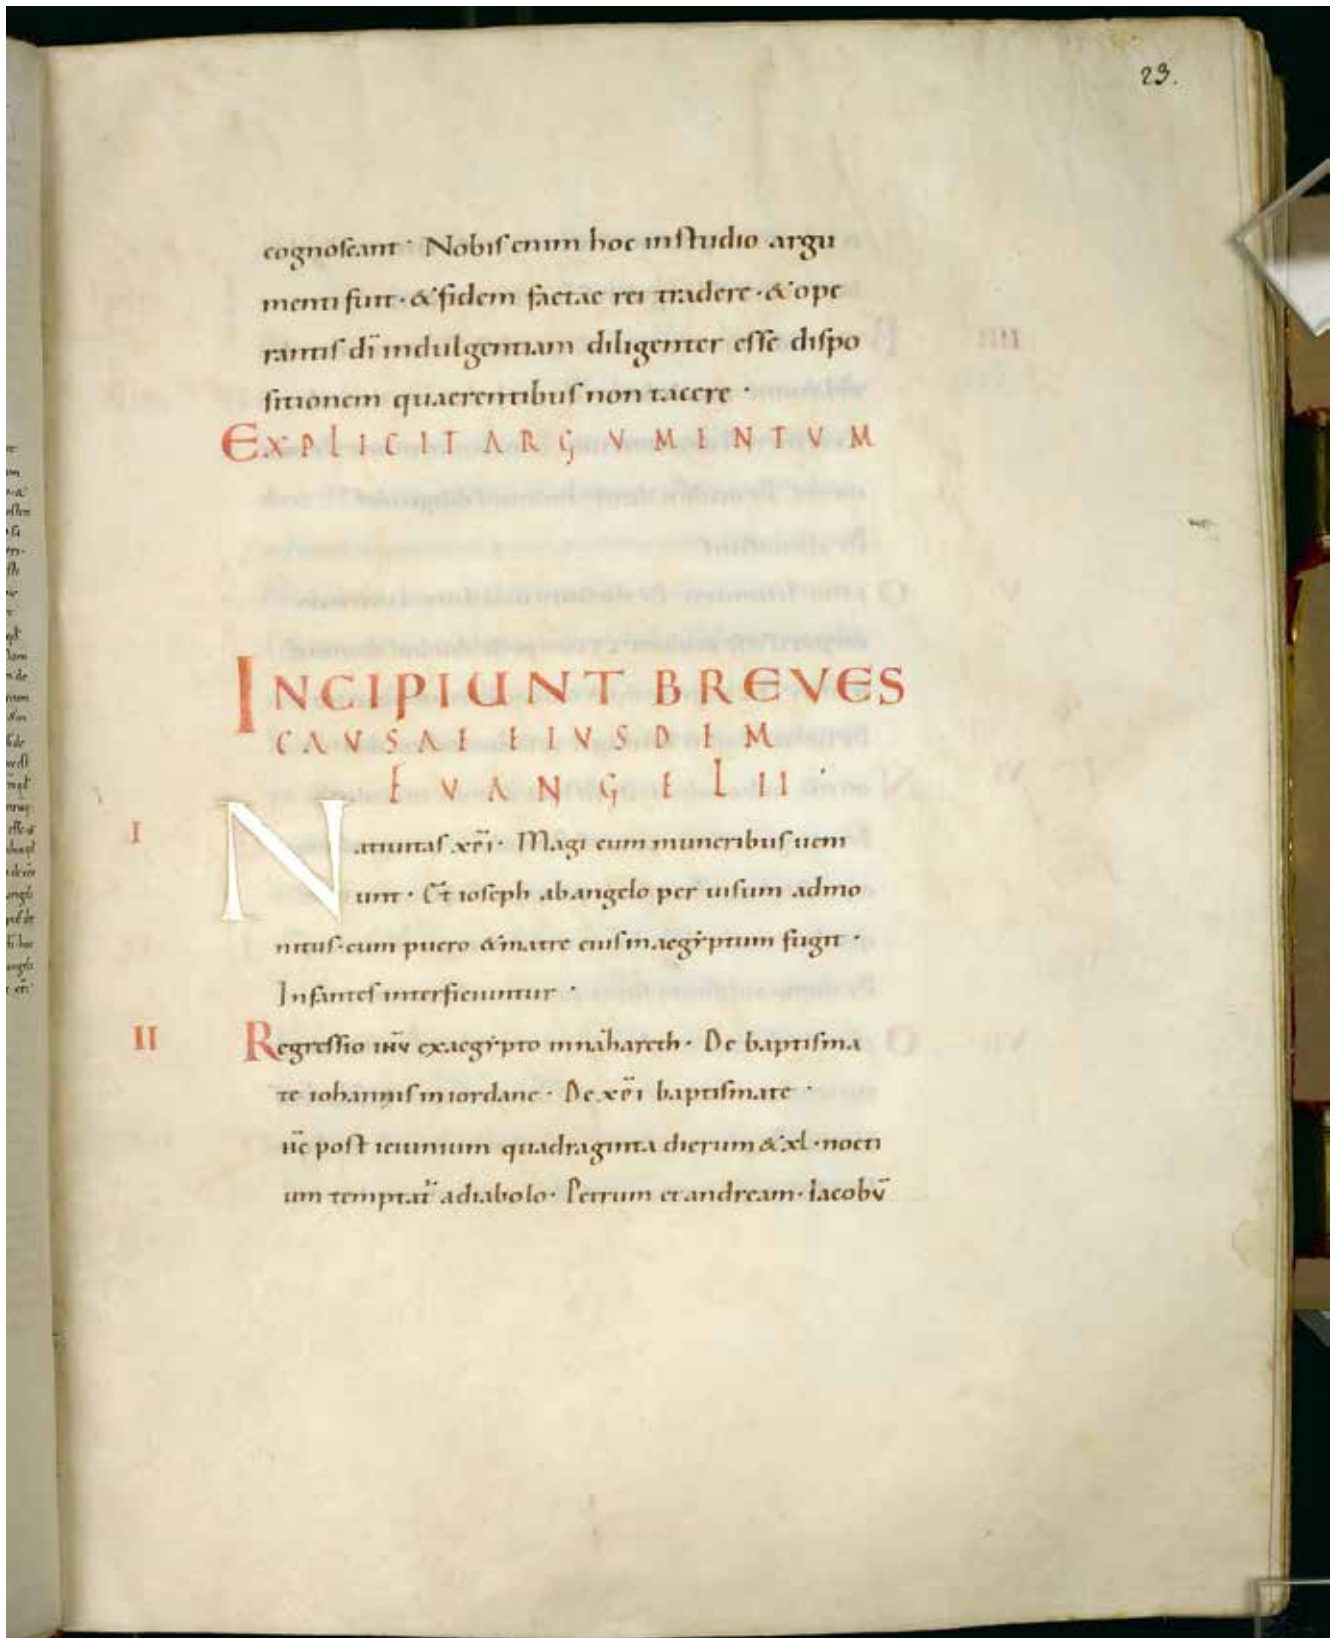 23.
cognoscant· Nobis enim hoc in studio argu
menti fuit· & fidem factae rei tradere· & ope
rantis di̅ indulgentiam diligenter esse dispo
sitionem quaerentibus non tacere·
EXPLICIT ARGVMENTVM
INCIPIUNT BREVES
CAVSAE EIVSDEM
EVANGELII·
I Natiuitas xp̅i· Magi cum muneribus ueni
unt· Et ioseph ab angelo per uisum admo
nitus· cum puero & matre eius in aegyptum fugit·
Infantes interficiuntur·
II Regressio ihv̅ ex aegypto in nazareth· De baptisma
te iohannis in iordane· De xp̅i baptismate·
Hic post ieiunium quadraginta dierum & xl· nocti
um temptat̅ a diabolo· Petrum et andream· Iacobv̅